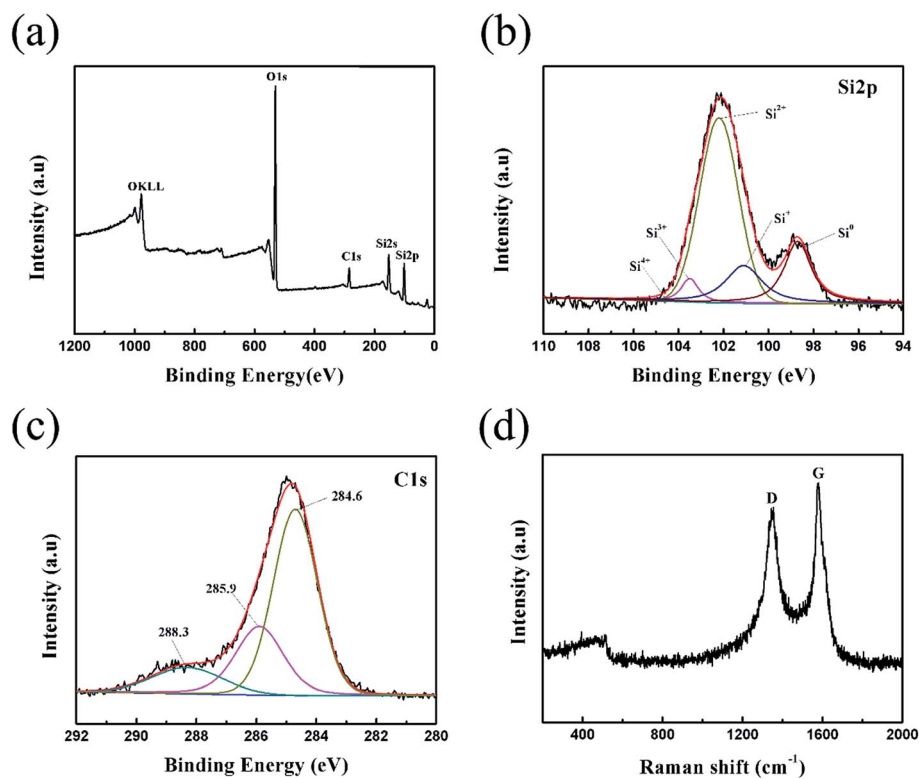 (a)
O1s
OKLL
C1s
Si2s
Si2p
Intensity (a.u)
1200 1000 800 600 400 200 0
Binding Energy(eV)
(b)
Si2p
Si2+
Si3+
Si4+
Si+
Si0
Intensity (a.u)
110 108 106 104 102 100 98 96 94
Binding Energy (eV)
(c)
C1s
284.6
285.9
288.3
Intensity (a.u)
292 290 288 286 284 282 280
Binding Energy (eV)
(d)
D
G
Intensity (a.u)
400 800 1200 1600 2000
Raman shift (cm-1)